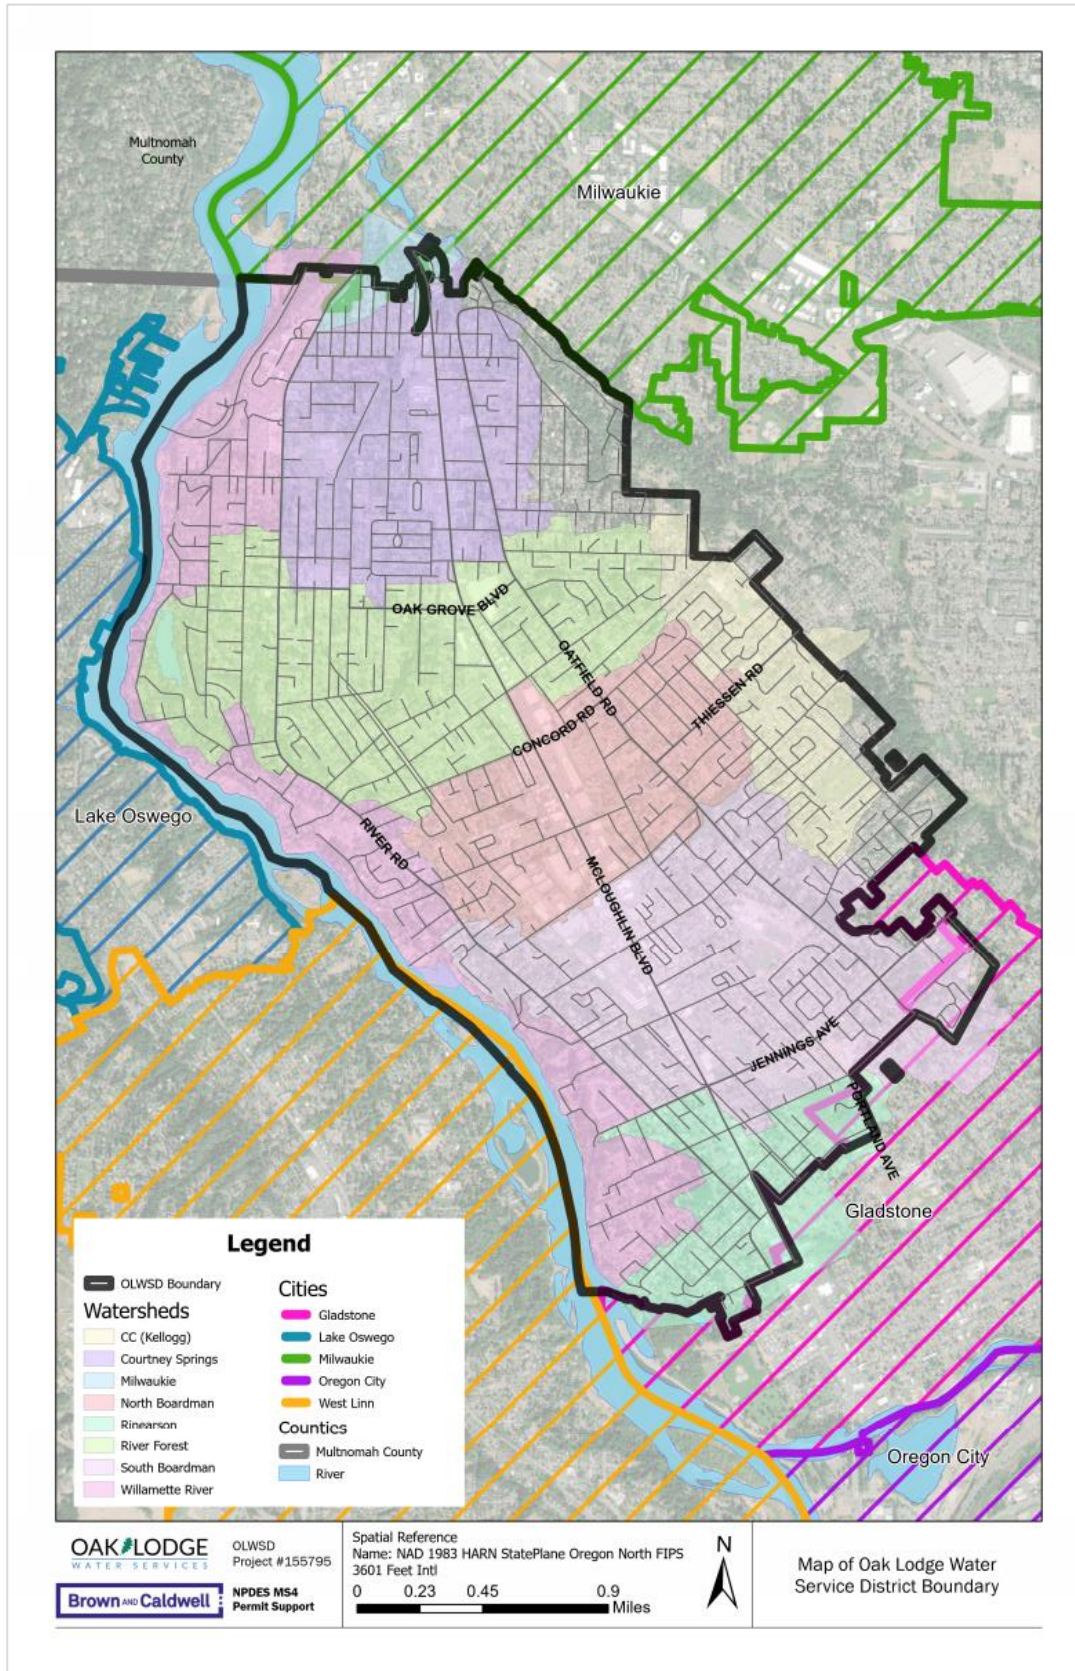 Multnomah
County
Milwaukie
OAK GROVE BLVD
OATFIELD RD
CONCORD RD
THIESSEN RD
Lake Oswego
RIVER RD
MCLOUGHLIN BLVD
JENNINGS AVE
PORTLAND AVE
Gladstone
Oregon City
Legend
OLWSD Boundary
Watersheds
CC (Kellogg)
Courtney Springs
Milwaukie
North Boardman
Rinearson
River Forest
South Boardman
Willamette River
Cities
Gladstone
Lake Oswego
Milwaukie
Oregon City
West Linn
Counties
Multnomah County
River
OAK LODGE
WATER SERVICES
OLWSD
Project #155795
Brown AND Caldwell
NPDES MS4
Permit Support
Spatial Reference
Name: NAD 1983 HARN StatePlane Oregon North FIPS
3601 Feet Intl
0 0.23 0.45 0.9
Miles
N
Map of Oak Lodge Water
Service District Boundary